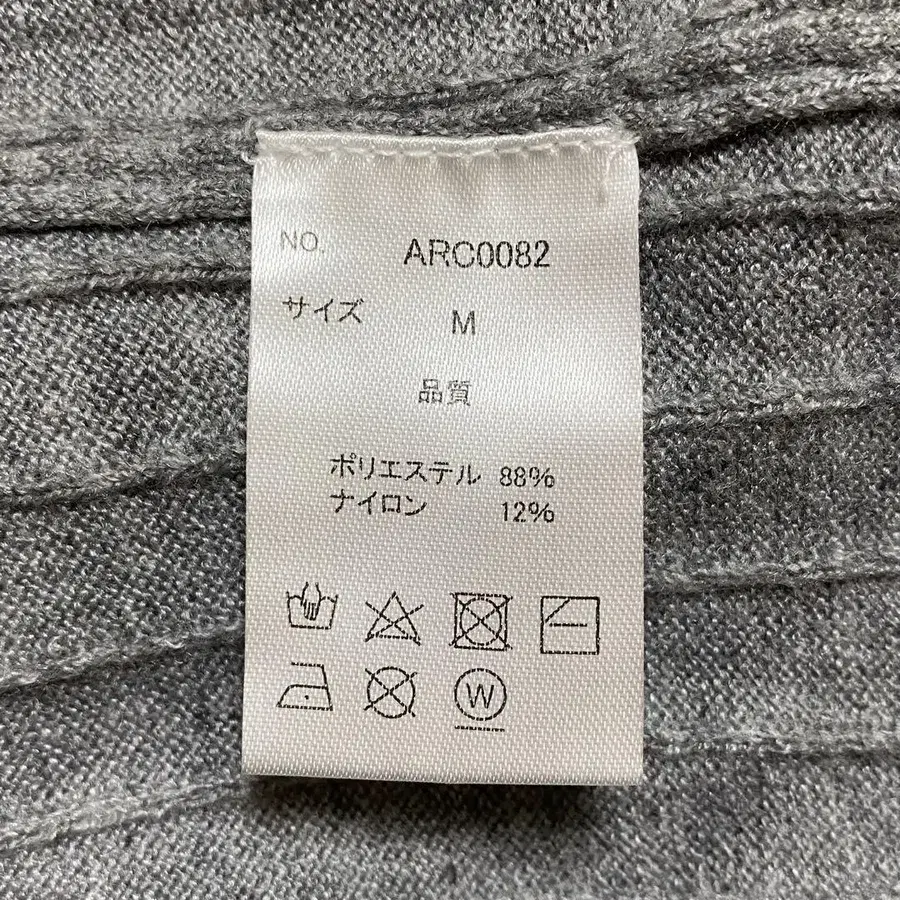 NO. ARC0082
サイズ M
品質
ポリエステル 88%
ナイロン 12%
W